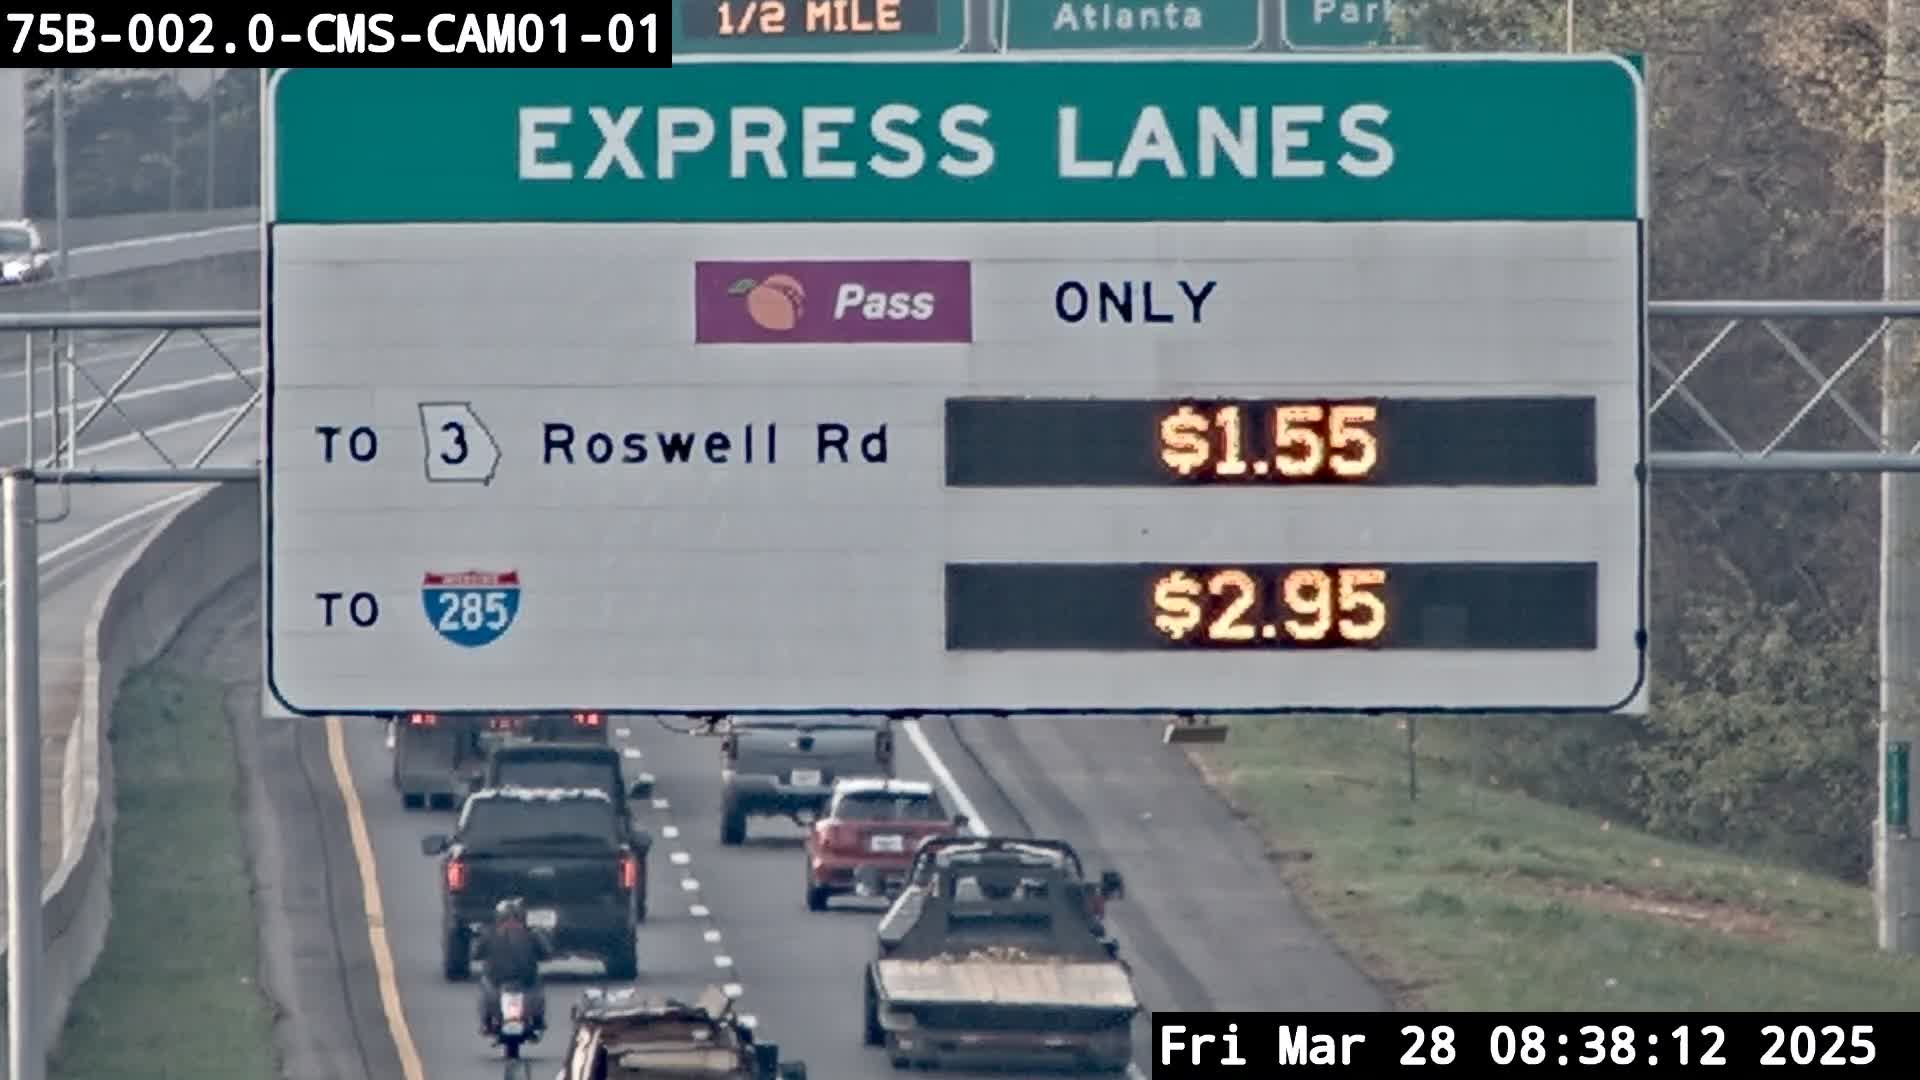 75B-002.0-CMS-CAM01-01
1/2 MILE
Atlanta
EXPRESS LANES
Pass ONLY
TO 3 Roswell Rd $1.55
TO 285 $2.95
Fri Mar 28 08:38:12 2025